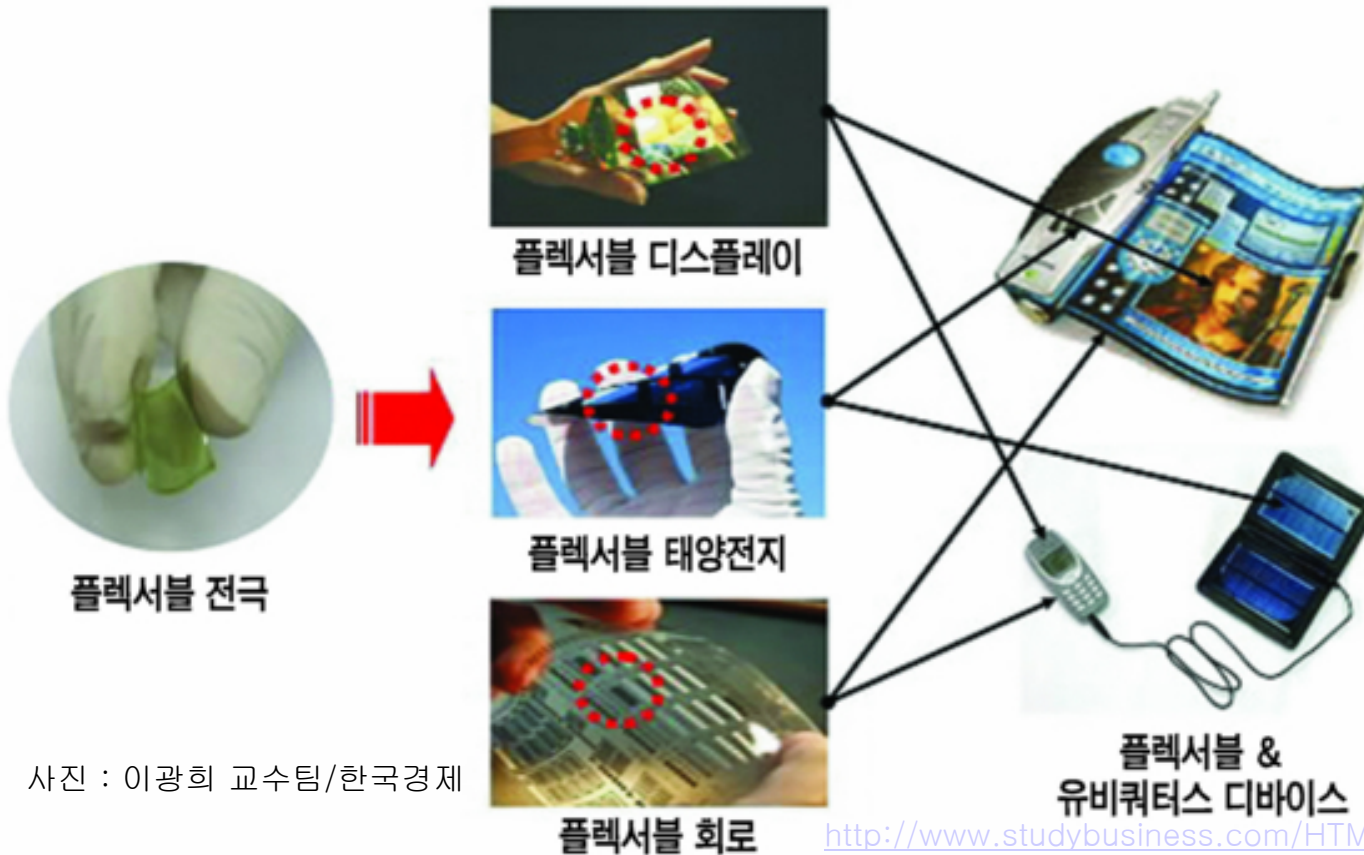 플렉서블 디스플레이
플렉서블 전극
플렉서블 태양전지
플렉서블 회로
플렉서블 &
유비쿼터스 디바이스
사진 : 이광희 교수팀/한국경제
http://www.studybusiness.com/HTM